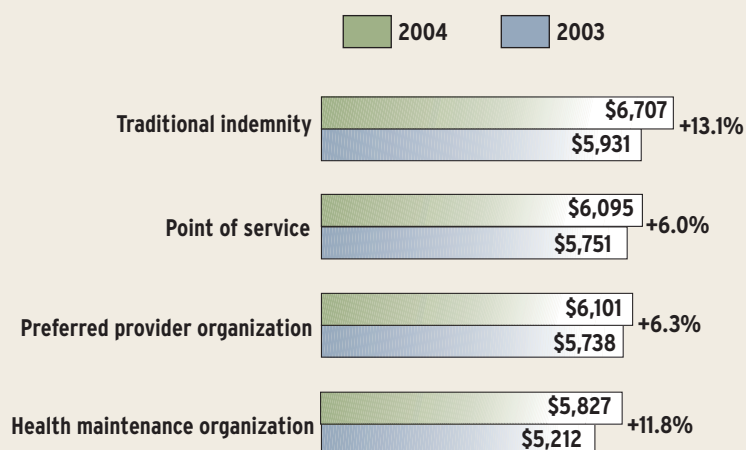 2004 2003
Traditional indemnity $6,707 +13.1%
$5,931
Point of service $6,095 +6.0%
$5,751
Preferred provider organization $6,101 +6.3%
$5,738
Health maintenance organization $5,827 +11.8%
$5,212